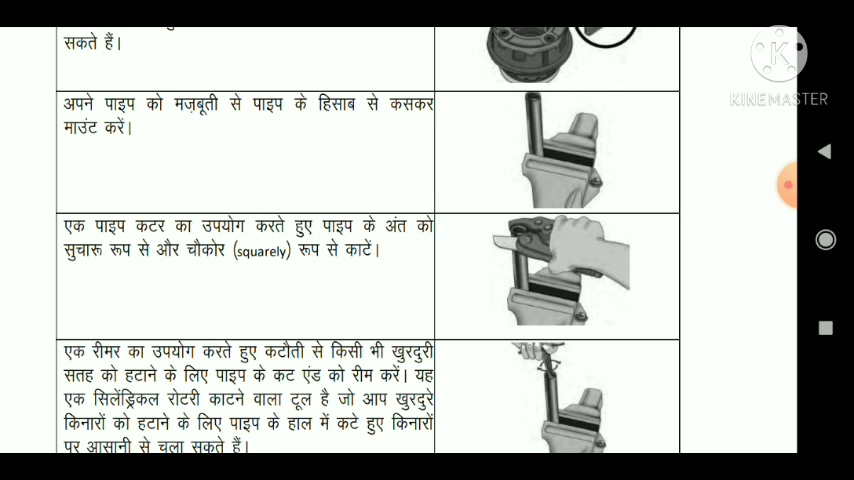 सकते हैं।
अपने पाइप को मज़बूती से पाइप के हिसाब से कसकर
माउंट करें।
एक पाइप कटर का उपयोग करते हुए पाइप के अंत को
सुचारू रूप से और चौकोर (squarely) रूप से काटें।
एक रीमर का उपयोग करते हुए कटौती से किसी भी खुरदुरी
सतह को हटाने के लिए पाइप के कट एंड को रीम करें। यह
एक सिलेंड्रिकल रोटरी काटने वाला टूल है जो आप खुरदुरे
किनारों को हटाने के लिए पाइप के हाल में कटे हुए किनारों
पर आसानी से चला सकते हैं।
K
KINEMASTER